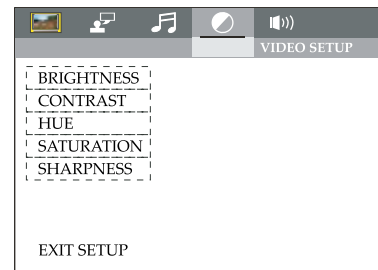 VIDEO SETUP
BRIGHTNESS
CONTRAST
HUE
SATURATION
SHARPNESS
EXIT SETUP